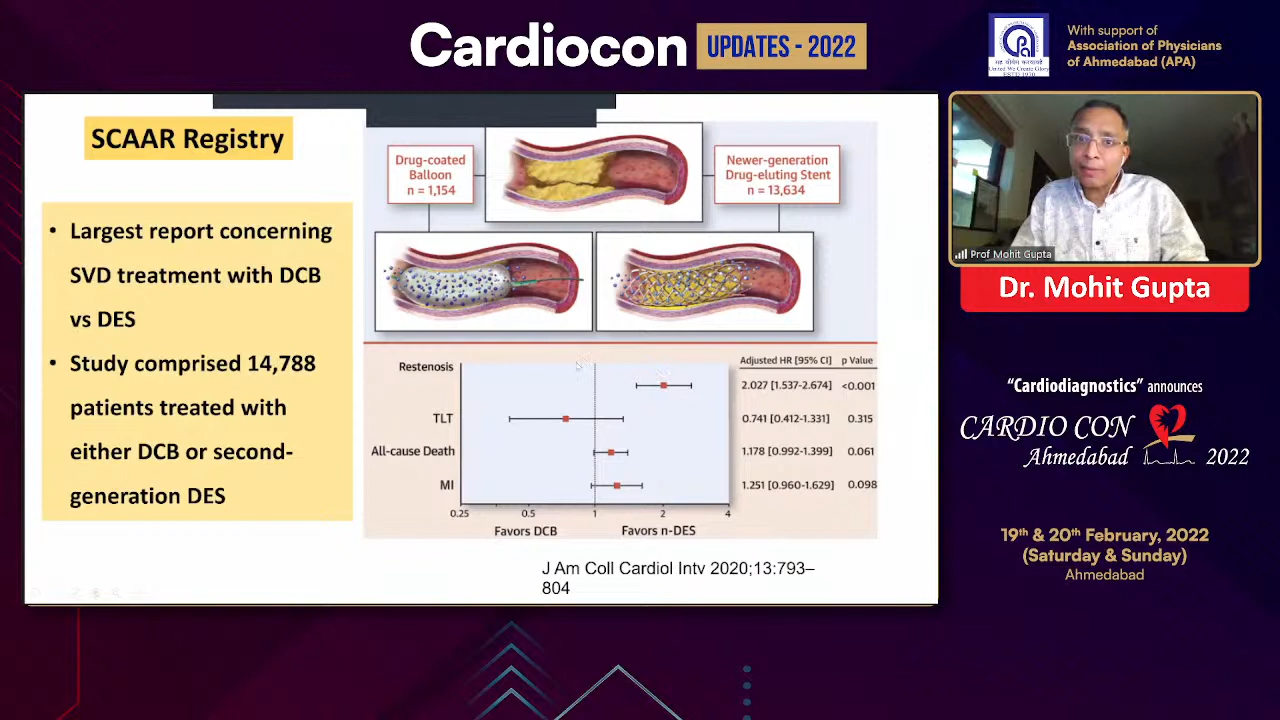 Cardiocon
UPDATES - 2022
With support of
Association of Physicians
of Ahmedabad (APA)
United We Create Glory
ESTD 1970
SCAAR Registry
• Largest report concerning
SVD treatment with DCB
vs DES
• Study comprised 14,788
patients treated with
either DCB or second-
generation DES
Drug-coated
Balloon
n = 1,154
Newer-generation
Drug-eluting Stent
n = 13,634
Adjusted HR [95% CI] p Value
Restenosis 2.027 [1.537-2.674] <0.001
TLT 0.741 [0.412-1.331] 0.315
All-cause Death 1.178 [0.992-1.399] 0.061
MI 1.251 [0.960-1.629] 0.098
0.25 0.5 1 2 4
Favors DCB Favors n-DES
J Am Coll Cardiol Intv 2020;13:793–
804
Prof Mohit Gupta
Dr. Mohit Gupta
“Cardiodiagnostics” announces
CARDIO CON
Ahmedabad 2022
19th & 20th February, 2022
(Saturday & Sunday)
Ahmedabad